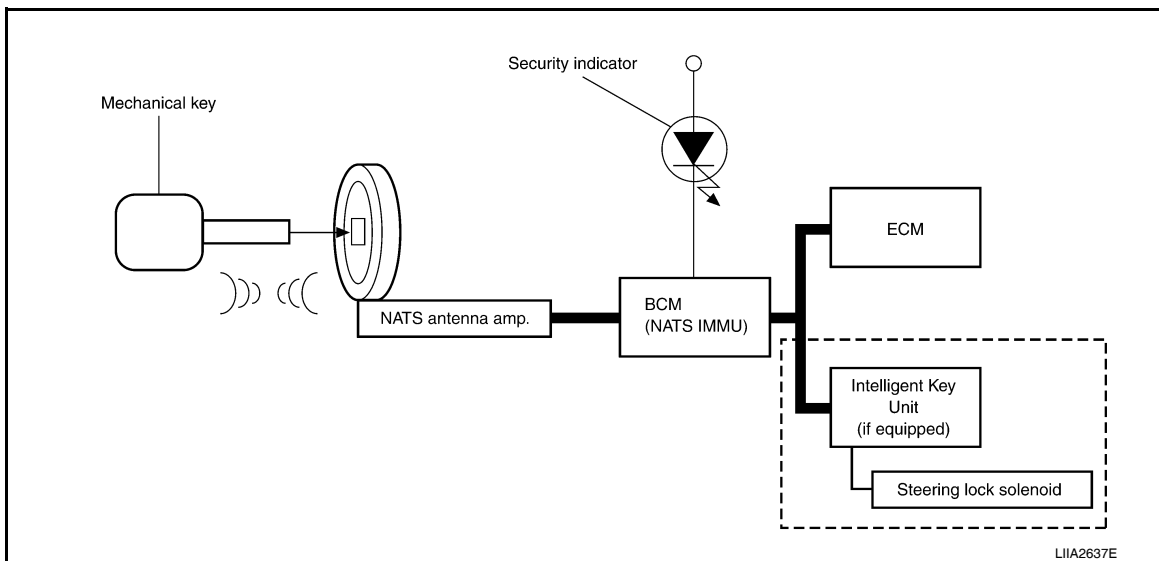 Security indicator
Mechanical key
ECM
BCM
(NATS IMMU)
NATS antenna amp.
Intelligent Key
Unit
(if equipped)
Steering lock solenoid
LIIA2637E